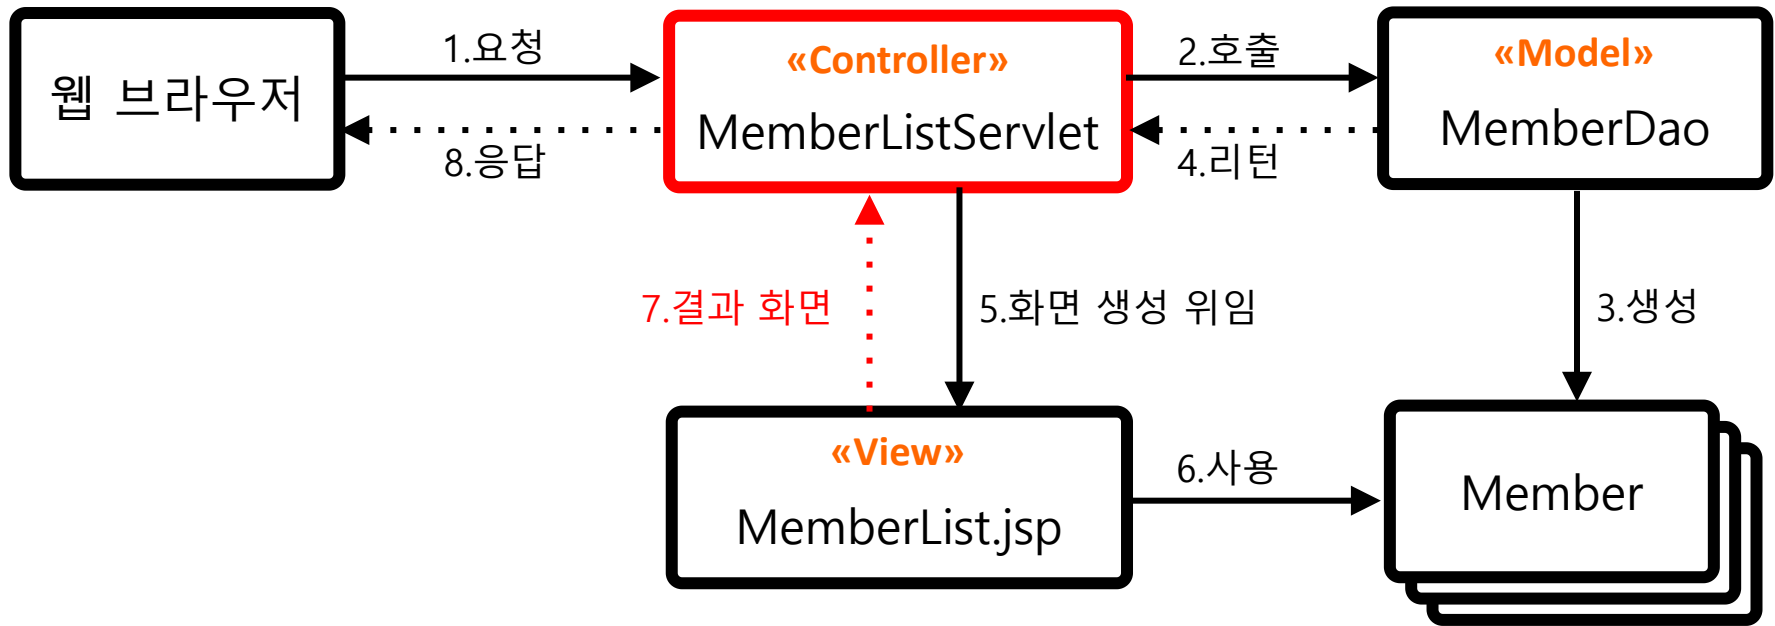 웹 브라우저
1.요청
8.응답
«Controller»
MemberListServlet
2.호출
4.리턴
«Model»
MemberDao
7.결과 화면
5.화면 생성 위임
3.생성
«View»
MemberList.jsp
6.사용
Member